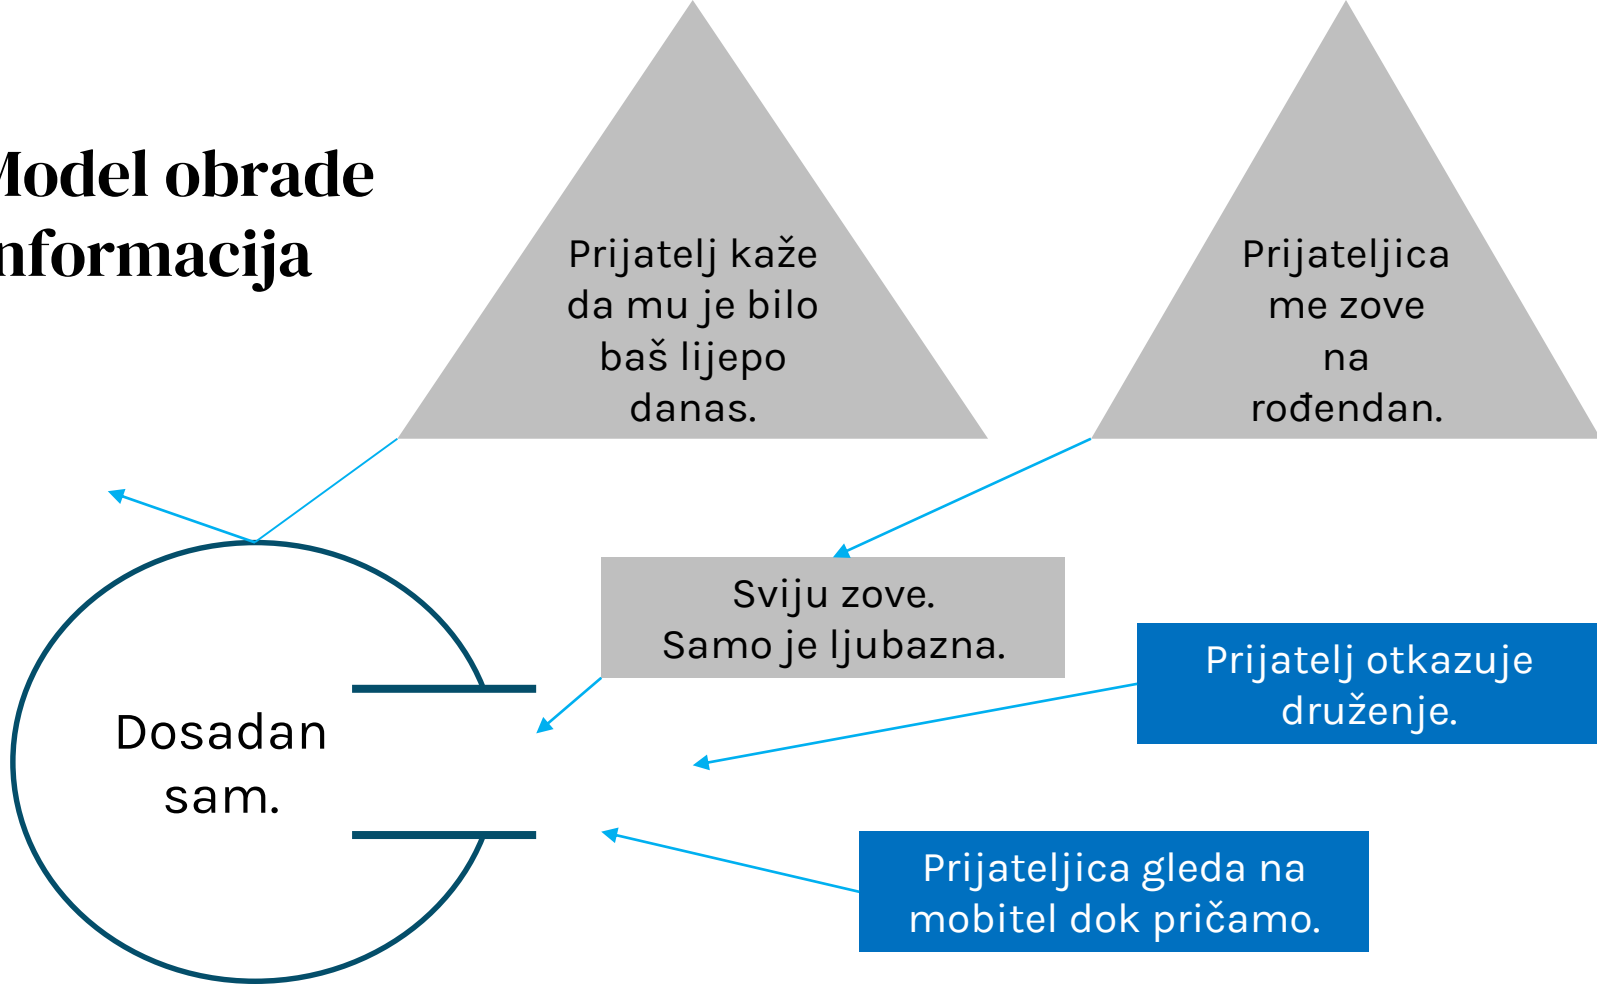 Model obrade
nformacija
Prijatelj kaže
da mu je bilo
baš lijepo
danas.
Prijateljica
me zove
na
rođendan.
Sviju zove.
Samo je ljubazna.
Prijatelj otkazuje
druženje.
Dosadan
sam.
Prijateljica gleda na
mobitel dok pričamo.